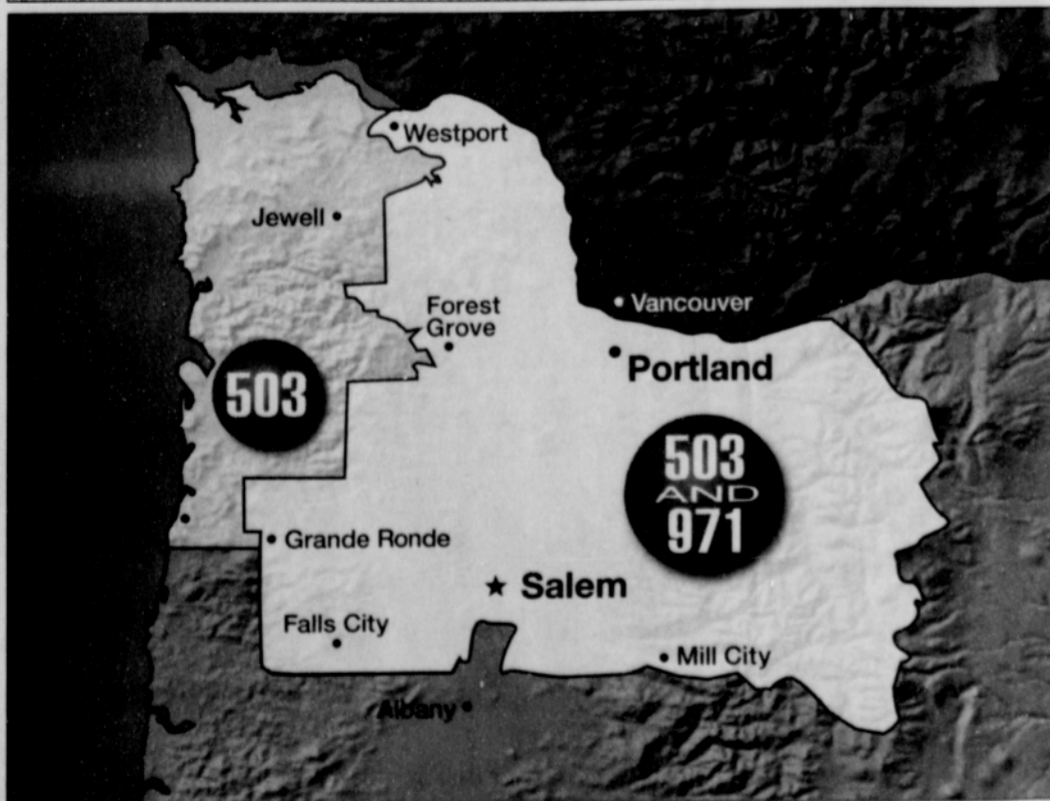 Westport
Jewell
Forest
Grove
Vancouver
Portland
503
503
AND
971
Grande Ronde
Salem
Falls City
Mill City
Albany